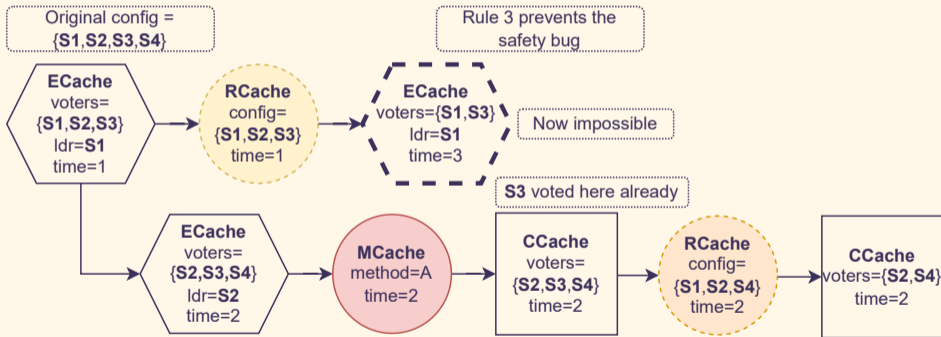 Original config =
{S1,S2,S3,S4}
Rule 3 prevents the
safety bug
ECache
voters=
{S1,S2,S3}
ldr=S1
time=1
RCache
config=
{S1,S2,S3}
time=1
ECache
voters={S1,S3}
ldr=S1
time=3
Now impossible
S3 voted here already
ECache
voters=
{S2,S3,S4}
ldr=S2
time=2
MCache
method=A
time=2
CCache
voters=
{S2,S3,S4}
time=2
RCache
config=
{S1,S2,S4}
time=2
CCache
voters={S2,S4}
time=2